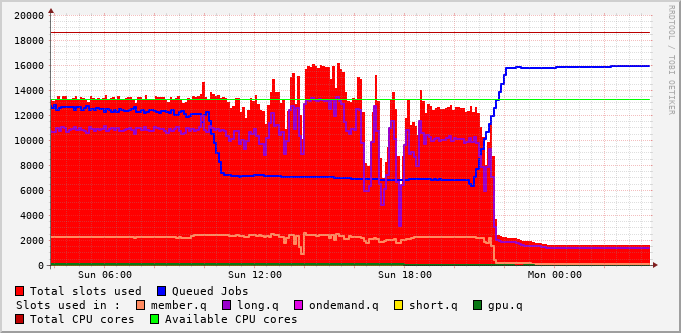 20000
18000
16000
14000
12000
10000
8000
6000
4000
2000
0
Sun 06:00 Sun 12:00 Sun 18:00 Mon 00:00
Total slots used Queued Jobs
Slots used in : member.q long.q ondemand.q short.q gpu.q
Total CPU cores Available CPU cores
RRDTOOL / TOBI OETIKER